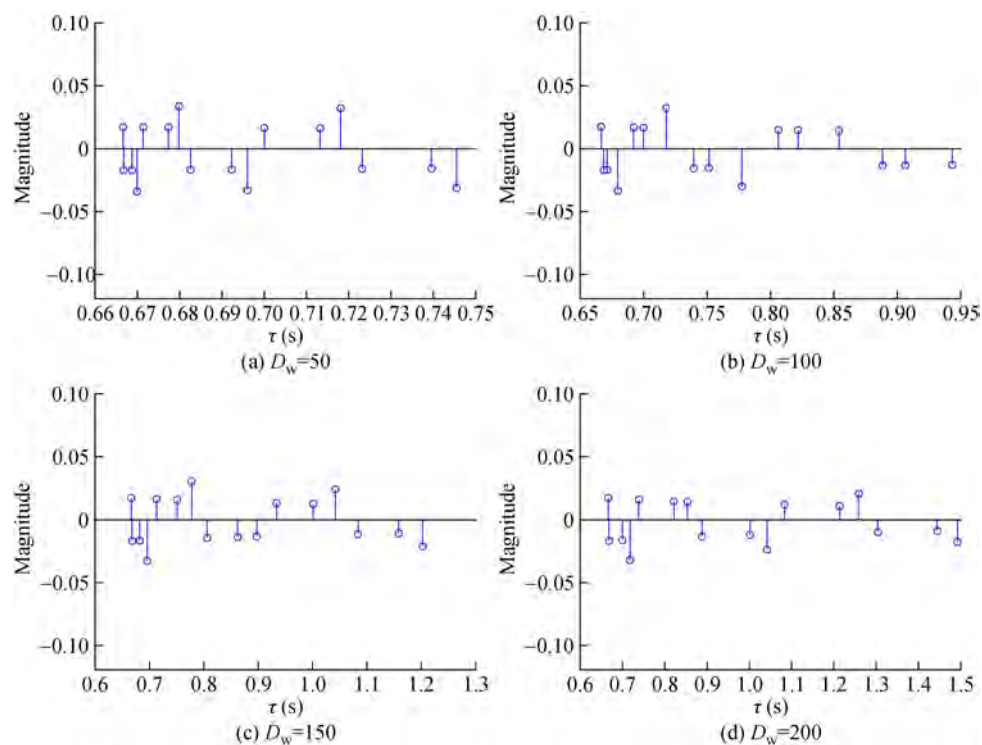 0.10
0.05
0
−0.05
−0.10
Magnitude
0.66 0.67 0.68 0.69 0.70 0.71 0.72 0.73 0.74 0.75
τ (s)
(a) Dw=50
0.10
0.05
0
−0.05
−0.10
Magnitude
0.65 0.70 0.75 0.80 0.85 0.90 0.95
τ (s)
(b) Dw=100
0.10
0.05
0
−0.05
−0.10
Magnitude
0.6 0.7 0.8 0.9 1.0 1.1 1.2 1.3
τ (s)
(c) Dw=150
0.10
0.05
0
−0.05
−0.10
Magnitude
0.6 0.7 0.8 0.9 1.0 1.1 1.2 1.3 1.4 1.5
τ (s)
(d) Dw=200